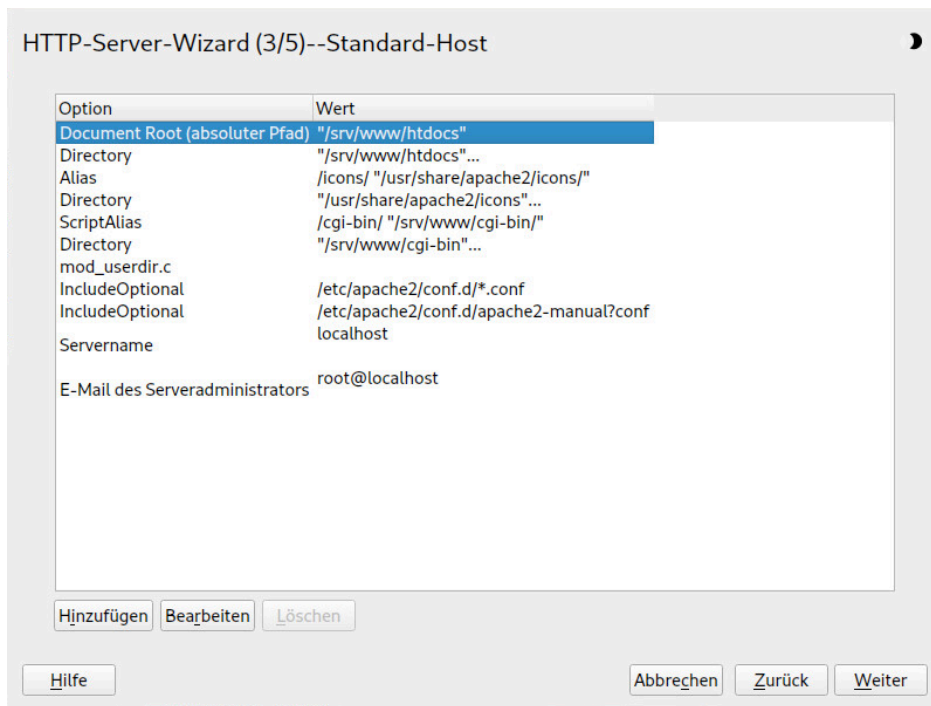 HTTP-Server-Wizard (3/5)--Standard-Host
Option Wert
Document Root (absoluter Pfad) "/srv/www/htdocs"
Directory "/srv/www/htdocs"...
Alias /icons/ "/usr/share/apache2/icons/"
Directory "/usr/share/apache2/icons"...
ScriptAlias /cgi-bin/ "/srv/www/cgi-bin/"
Directory "/srv/www/cgi-bin"...
mod_userdir.c
IncludeOptional /etc/apache2/conf.d/*.conf
IncludeOptional /etc/apache2/conf.d/apache2-manual?conf
Servername localhost
E-Mail des Serveradministrators root@localhost
Hinzufügen Bearbeiten Löschen
Hilfe Abbrechen Zurück Weiter